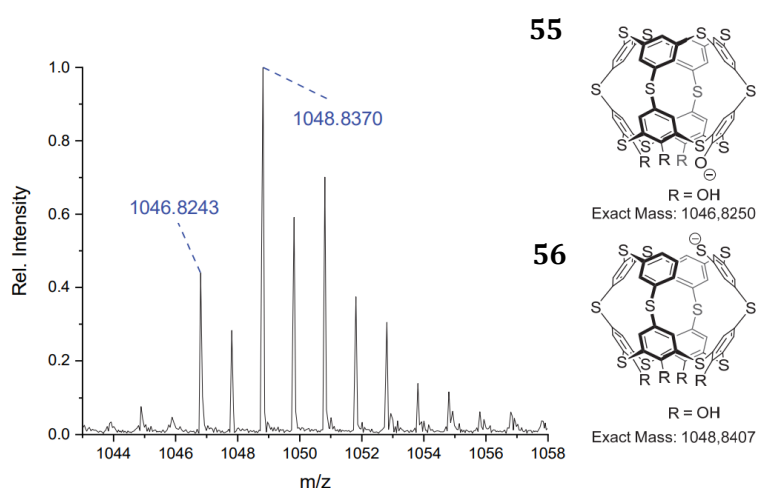 55
S S S S
S S S S
S S S S
R R R O
⊖
R = OH
Exact Mass: 1046,8250
56
⊖
S S S S
S S S S
S S S S
R R R R
R = OH
Exact Mass: 1048,8407
1048.8370
1046.8243
Rel. Intensity
1.0
0.8
0.6
0.4
0.2
0.0
1044 1046 1048 1050 1052 1054 1056 1058
m/z